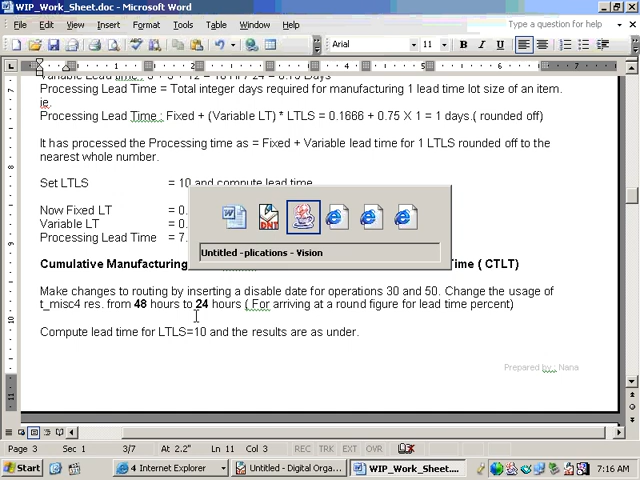 WIP_Work_Sheet.doc - Microsoft Word
File Edit View Insert Format Tools Table Window Help
Type a question for help
Arial 11 B I U
Processing Lead Time = Total integer days required for manufacturing 1 lead time lot size of an item.
ie.
Processing Lead Time : Fixed + (Variable LT) * LTLS = 0.1666 + 0.75 X 1 = 1 days.( rounded off)
It has processed the Processing time as = Fixed + Variable lead time for 1 LTLS rounded off to the
nearest whole number.
Set LTLS = 10 and compute lead time
Now Fixed LT = 0.
Variable LT = 0.
Processing Lead Time = 7.
Untitled -plications - Vision
Cumulative Manufacturing Time ( CTLT)
Make changes to routing by inserting a disable date for operations 30 and 50. Change the usage of
t_misc4 res. from 48 hours to 24 hours ( For arriving at a round figure for lead time percent)
Compute lead time for LTLS=10 and the results are as under.
Prepared by : Nana
Page 3 Sec 1 3/7 At 2.2" Ln 11 Col 3 REC TRK EXT OVR
Start 4 Internet Explorer Untitled - Digital Orga... WIP_Work_Sheet.... 7:16 AM